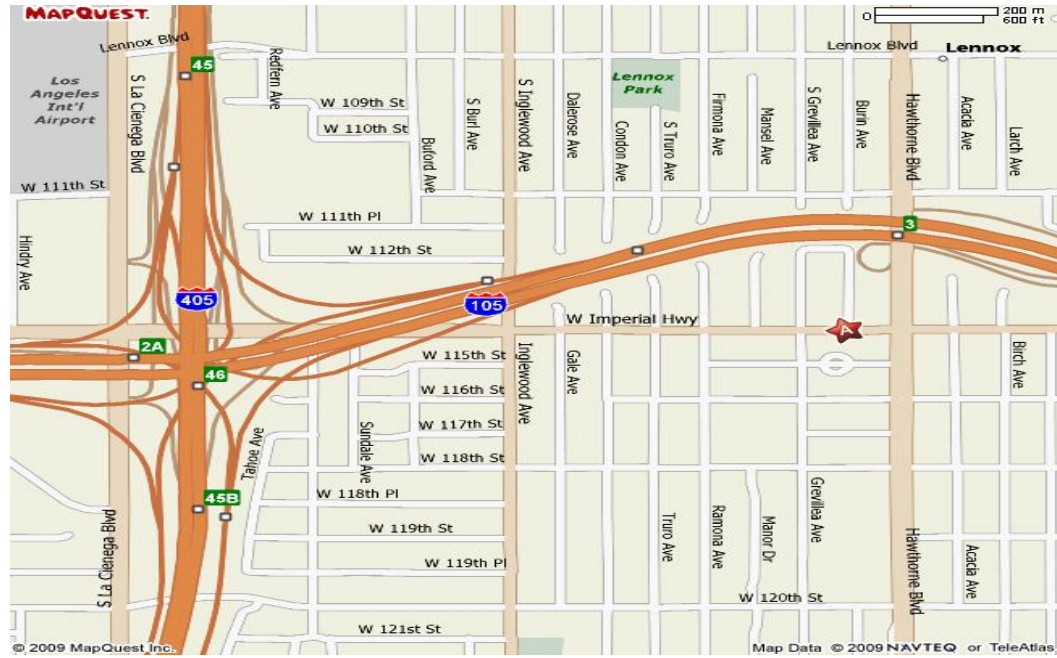 MAPQUEST.
0 200 m
600 ft
Lennox Blvd
Lennox Blvd
Lennox
45
Los
Angeles
Int'l
Airport
S La Cienega Blvd
Redfern Ave
W 109th St
W 110th St
Buford Ave
S Burl Ave
S Inglewood Ave
Dalerose Ave
Lennox
Park
Condon Ave
S Truro Ave
Firmona Ave
Mansel Ave
S Grevillea Ave
Burin Ave
Hawthorne Blvd
Acacia Ave
Larch Ave
W 111th St
W 111th Pl
W 112th St
Hindry Ave
3
405
105
W Imperial Hwy
A
2A
46
W 115th St
W 116th St
W 117th St
W 118th St
Inglewood Ave
Gale Ave
Birch Ave
Tahoe Ave
Sundale Ave
45B
W 118th Pl
W 119th St
W 119th Pl
S La Cienega Blvd
Truro Ave
Ramona Ave
Manor Dr
Grevillea Ave
Hawthorne Blvd
Acacia Ave
W 120th St
W 121st St
© 2009 MapQuest Inc.
Map Data © 2009 NAVTEQ or TeleAtlas